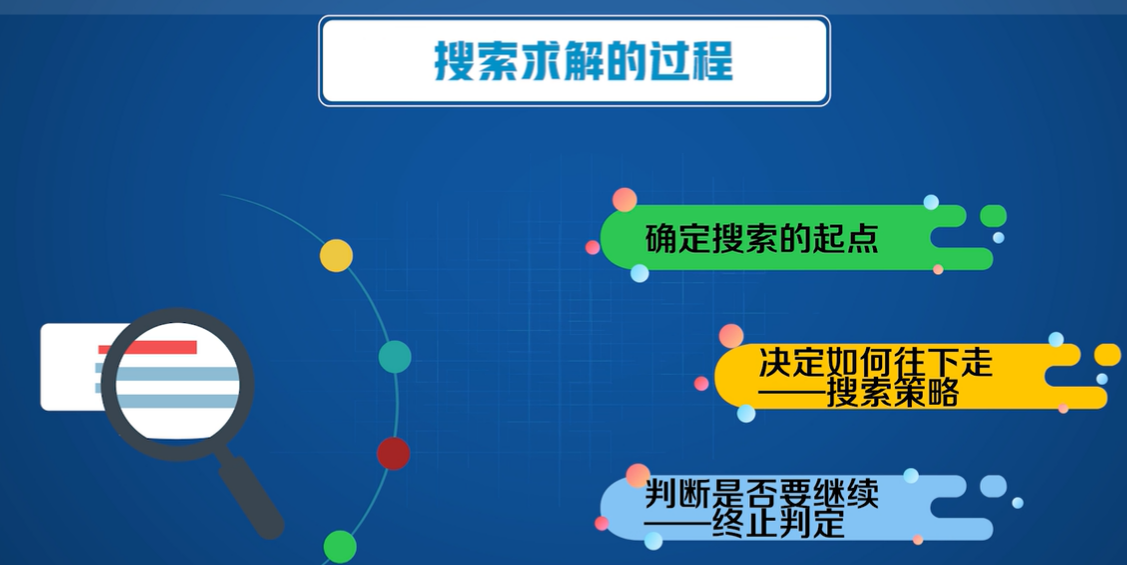 搜索求解的过程
确定搜索的起点
决定如何往下走
——搜索策略
判断是否要继续
——终止判定